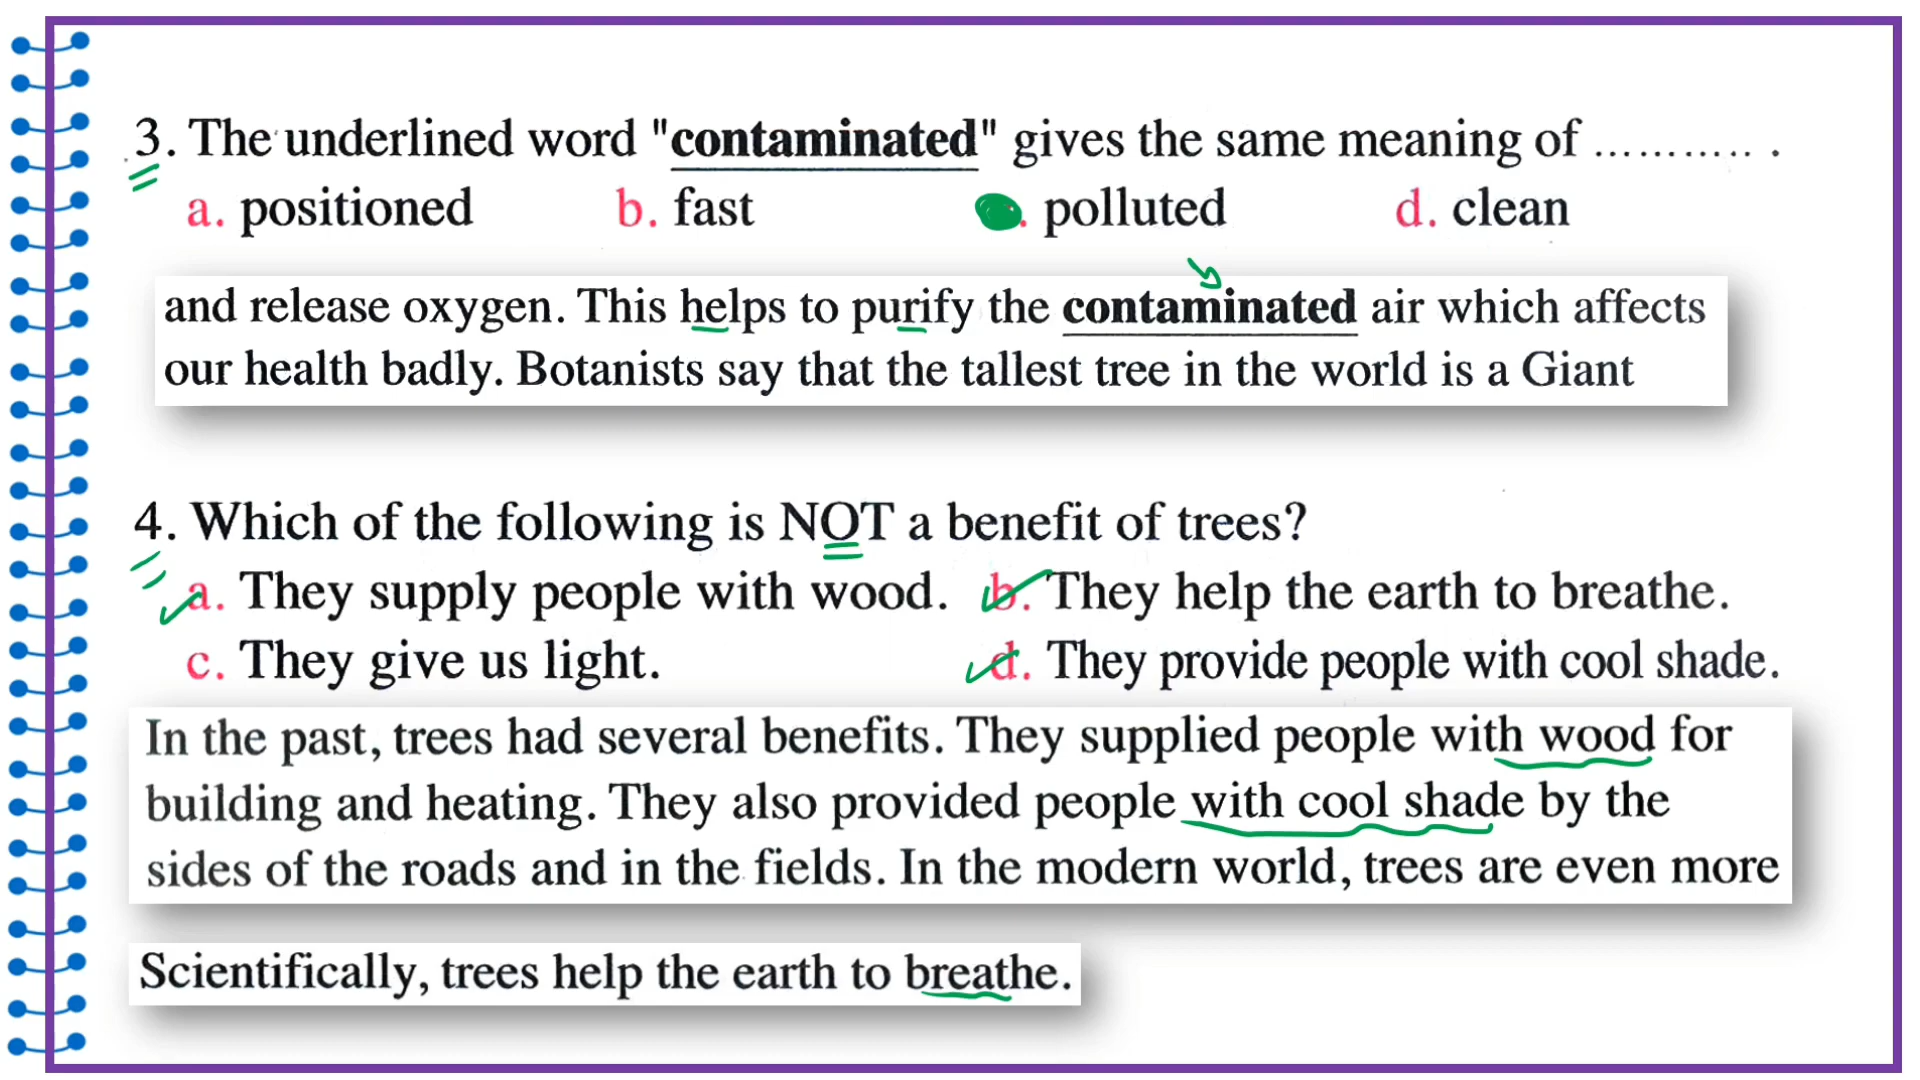 3. The underlined word "contaminated" gives the same meaning of ........... .
a. positioned b. fast . polluted d. clean
and release oxygen. This helps to purify the contaminated air which affects
our health badly. Botanists say that the tallest tree in the world is a Giant
4. Which of the following is NOT a benefit of trees?
a. They supply people with wood. b. They help the earth to breathe.
c. They give us light. d. They provide people with cool shade.
In the past, trees had several benefits. They supplied people with wood for
building and heating. They also provided people with cool shade by the
sides of the roads and in the fields. In the modern world, trees are even more
Scientifically, trees help the earth to breathe.